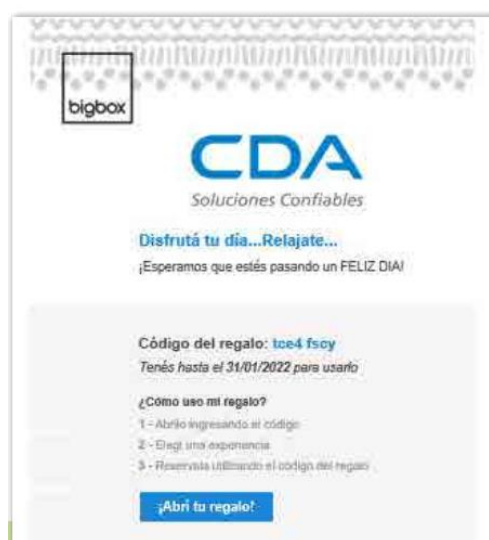 bigbox
CDA
Soluciones Confiables
Disfrutá tu día...Relajate...
¡Esperamos que estés pasando un FELIZ DIA!
Código del regalo: tce4 fscy
Tenés hasta el 31/01/2022 para usarlo
¿Cómo uso mi regalo?
1 - Abrilo ingresando el código
2 - Elegí una experiencia
3 - Reservala utilizando el código del regalo
¡Abrí tu regalo!